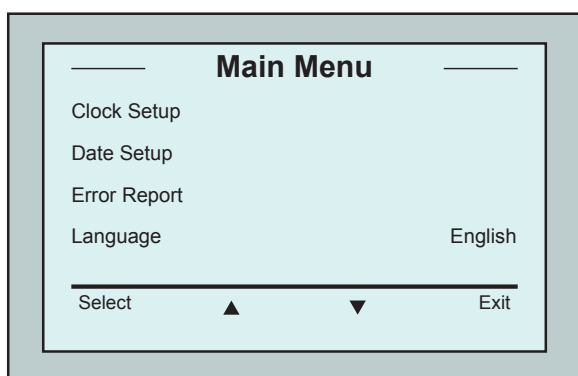 Main Menu
Clock Setup
Date Setup
Error Report
Language English
Select ▲ ▼ Exit